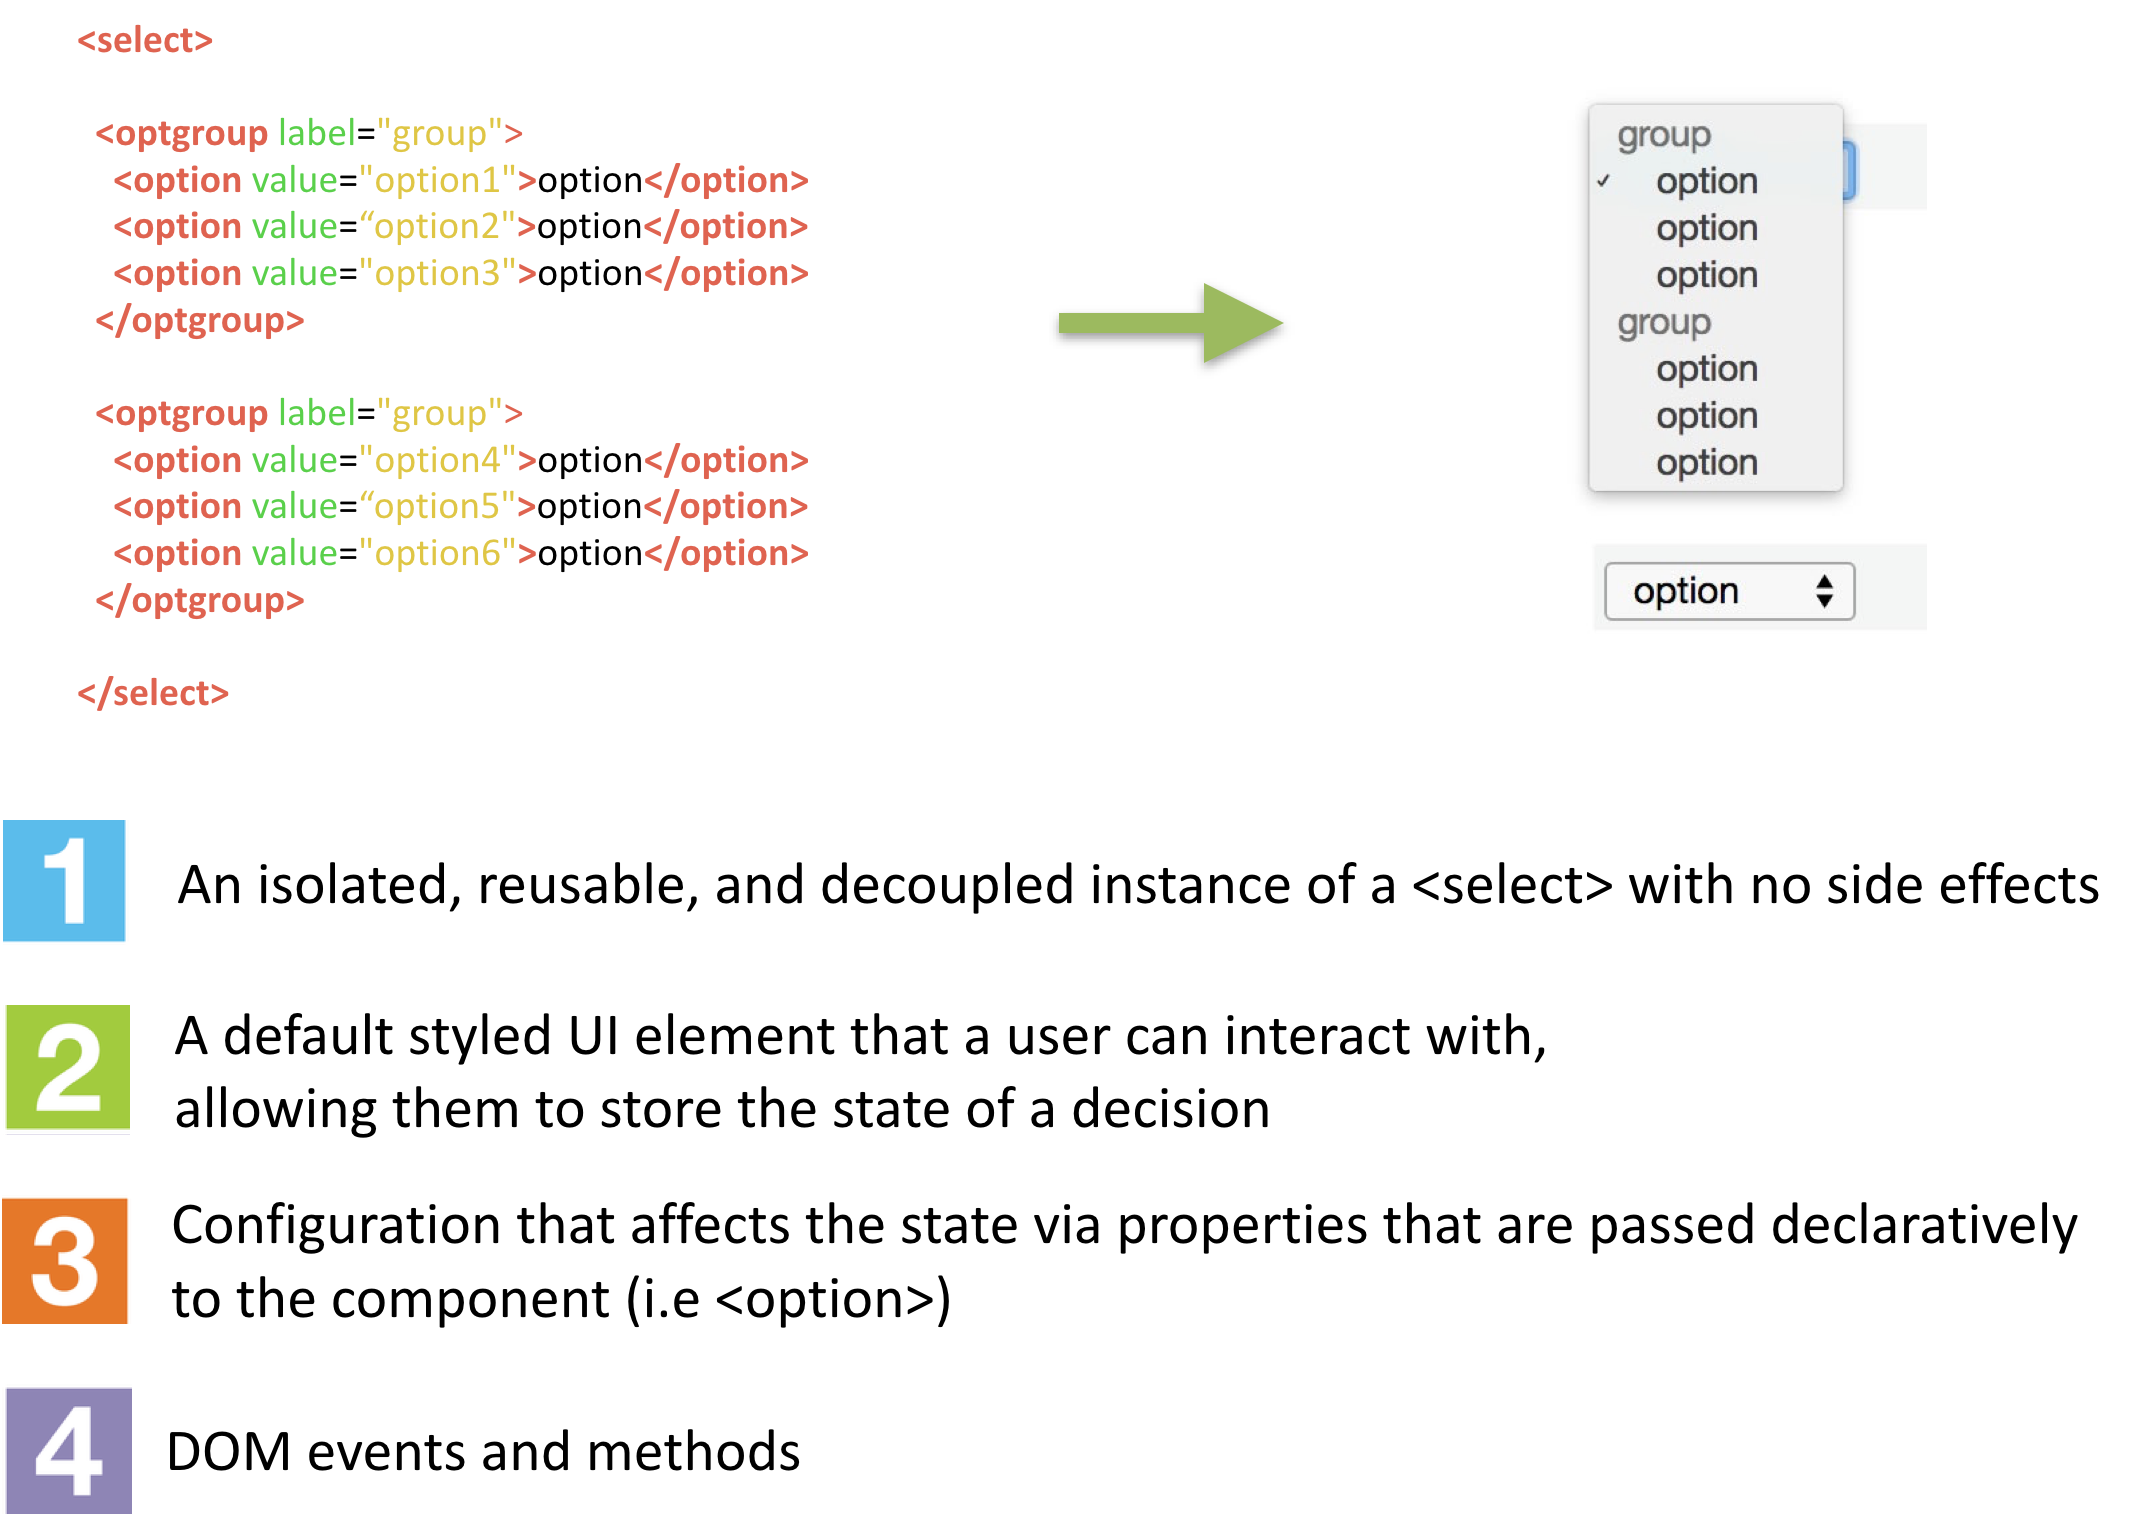 <select>
<optgroup label="group">
<option value="option1">option</option>
<option value=“option2">option</option>
<option value="option3">option</option>
</optgroup>
<optgroup label="group">
<option value="option4">option</option>
<option value=“option5">option</option>
<option value="option6">option</option>
</optgroup>
</select>
group
✓ option
option
option
group
option
option
option
option
1 An isolated, reusable, and decoupled instance of a <select> with no side effects
2 A default styled UI element that a user can interact with,
allowing them to store the state of a decision
3 Configuration that affects the state via properties that are passed declaratively
to the component (i.e <option>)
4 DOM events and methods